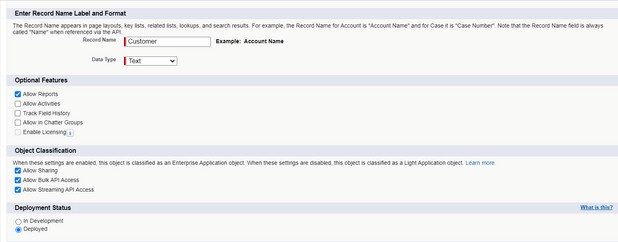 Enter Record Name Label and Format
The Record Name appears in page layouts, key lists, related lists, lookups, and search results. For example, the Record Name for Account is "Account Name" and for Case it is "Case Number". Note that the Record Name field is always
called "Name" when referenced via the API.
Record Name Customer Example: Account Name
Data Type Text
Optional Features
Allow Reports
Allow Activities
Track Field History
Allow in Chatter Groups
Enable Licensing i
Object Classification
When these settings are enabled, this object is classified as an Enterprise Application object. When these settings are disabled, this object is classified as a Light Application object. Learn more.
Allow Sharing
Allow Bulk API Access
Allow Streaming API Access
Deployment Status What is this?
In Development
Deployed